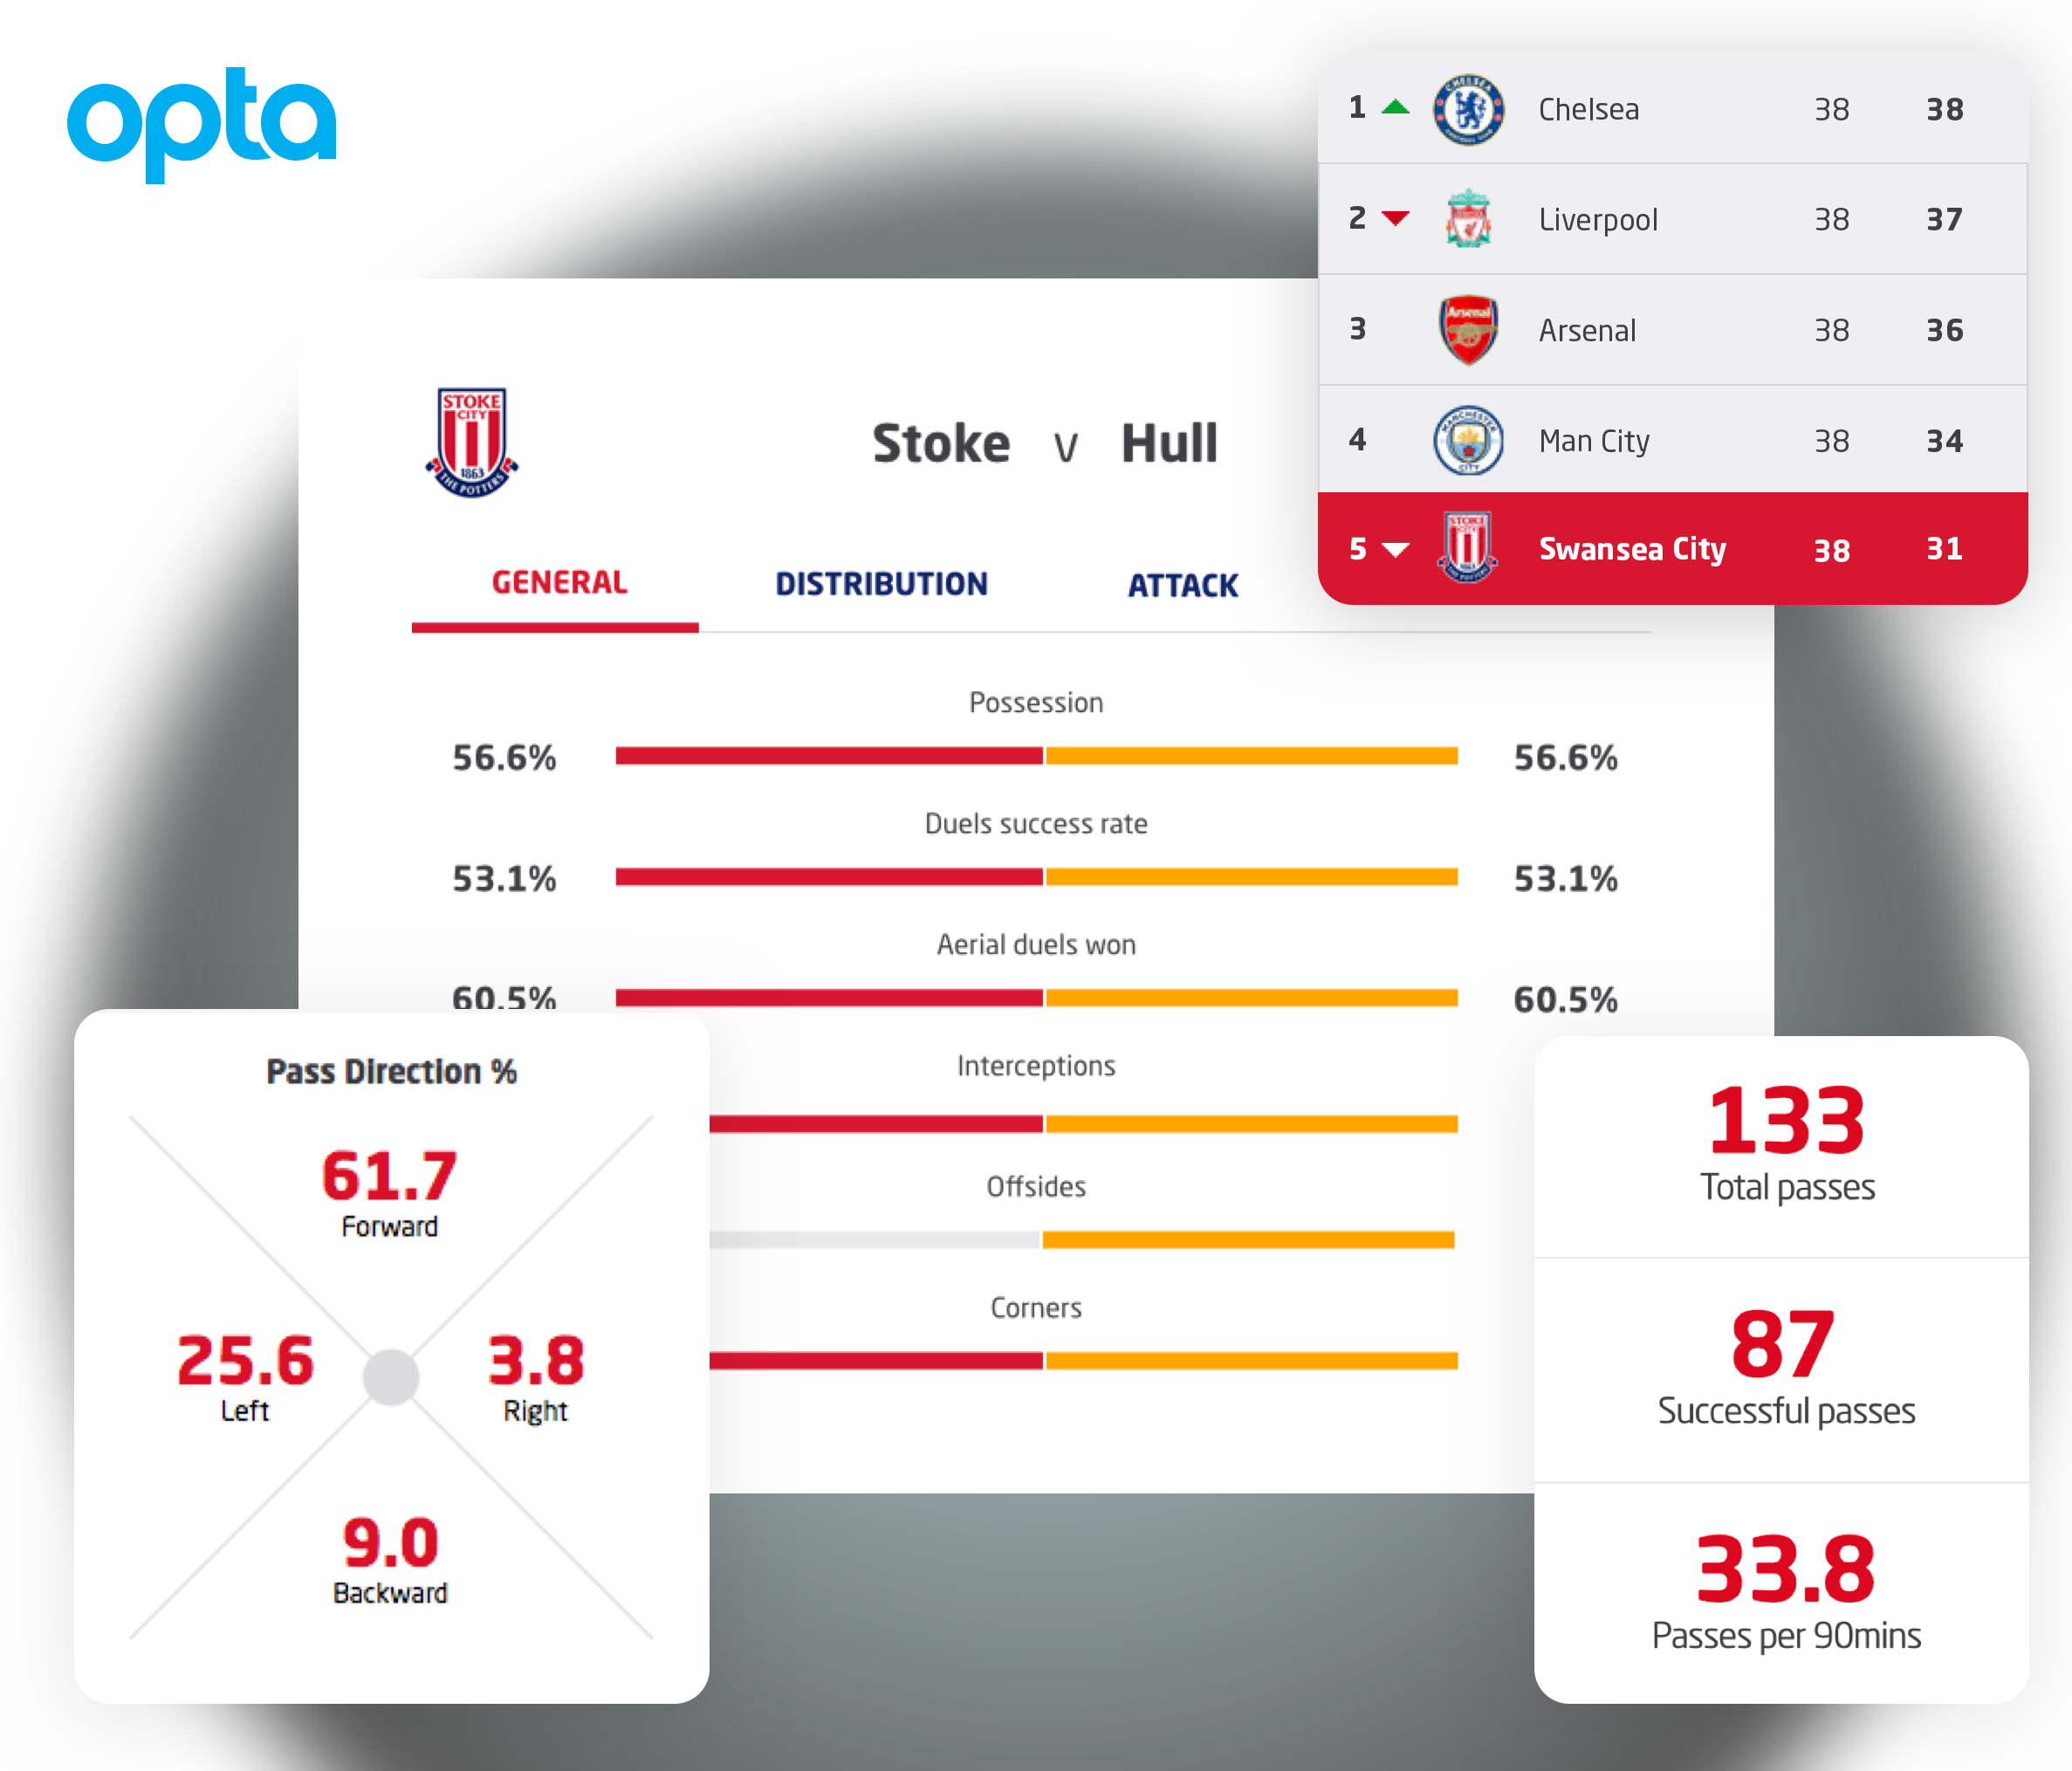 opta
1 Chelsea 38 38
2 Liverpool 38 37
3 Arsenal 38 36
4 Man City 38 34
5 Swansea City 38 31
STOKE
CITY
1863
THE POTTERS
Stoke v Hull
GENERAL DISTRIBUTION ATTACK
Possession
56.6% 56.6%
Duels success rate
53.1% 53.1%
Aerial duels won
60.5% 60.5%
Interceptions
Offsides
Corners
Pass Direction %
61.7
Forward
25.6 3.8
Left Right
9.0
Backward
133
Total passes
87
Successful passes
33.8
Passes per 90mins